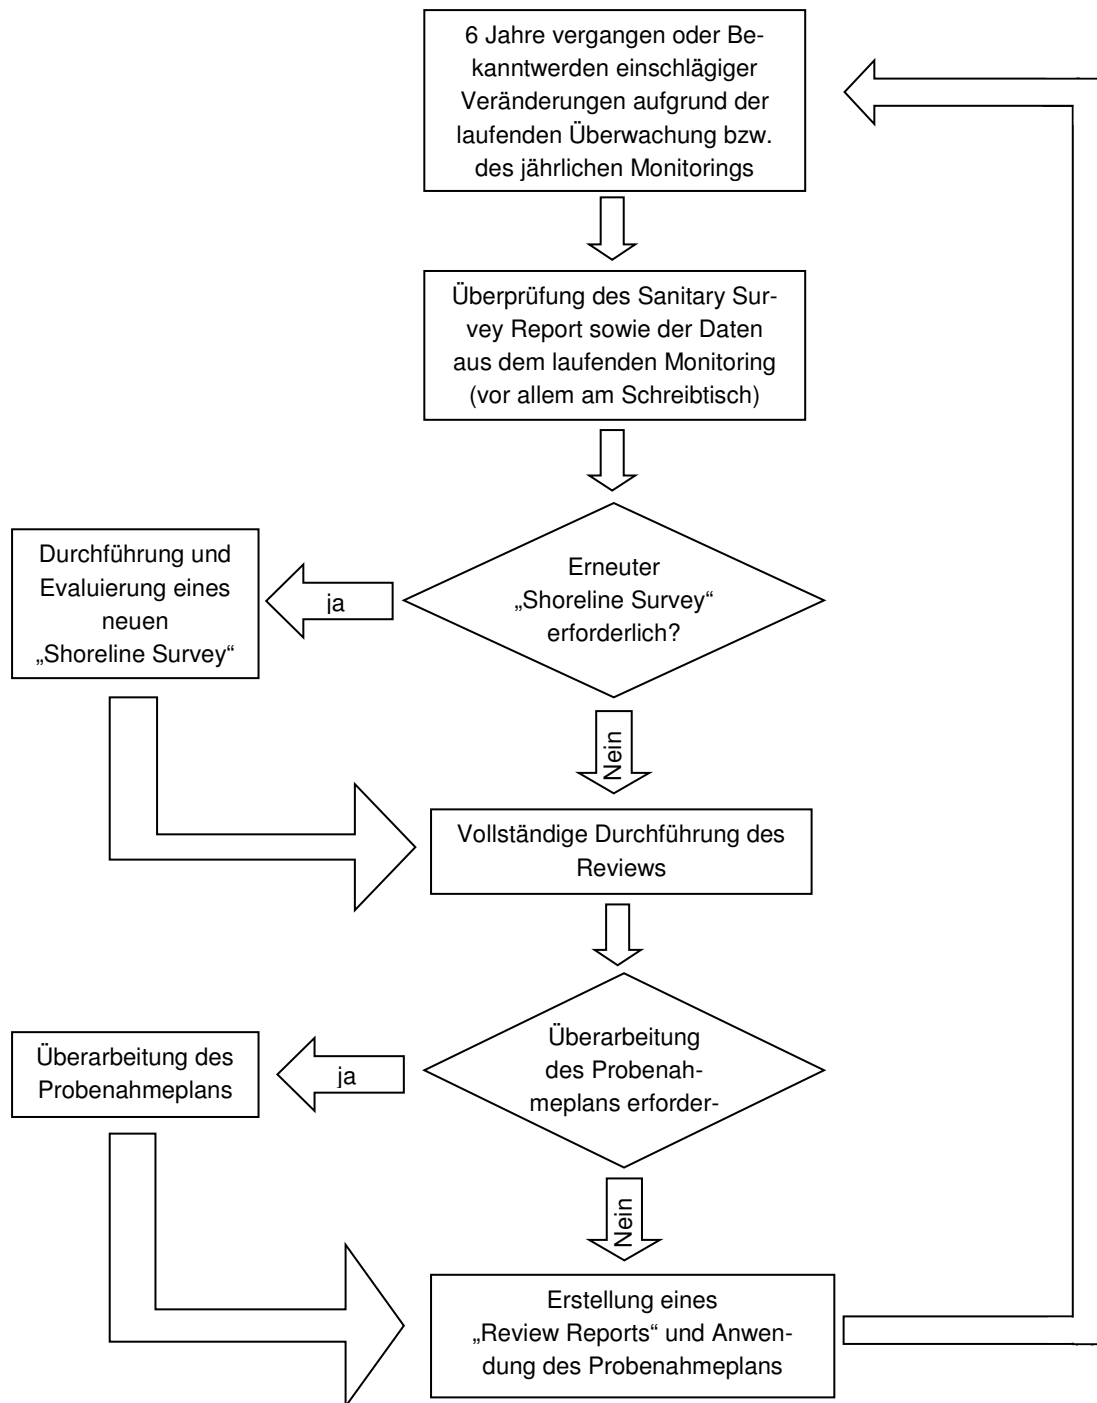 6 Jahre vergangen oder Be-
kanntwerden einschlägiger
Veränderungen aufgrund der
laufenden Überwachung bzw.
des jährlichen Monitorings
Überprüfung des Sanitary Sur-
vey Report sowie der Daten
aus dem laufenden Monitoring
(vor allem am Schreibtisch)
Erneuter
„Shoreline Survey“
erforderlich?
ja
Durchführung und
Evaluierung eines
neuen
„Shoreline Survey“
Nein
Vollständige Durchführung des
Reviews
Überarbeitung
des Probenah-
meplans erforder-
ja
Überarbeitung des
Probenahmeplans
Nein
Erstellung eines
„Review Reports“ und Anwen-
dung des Probenahmeplans